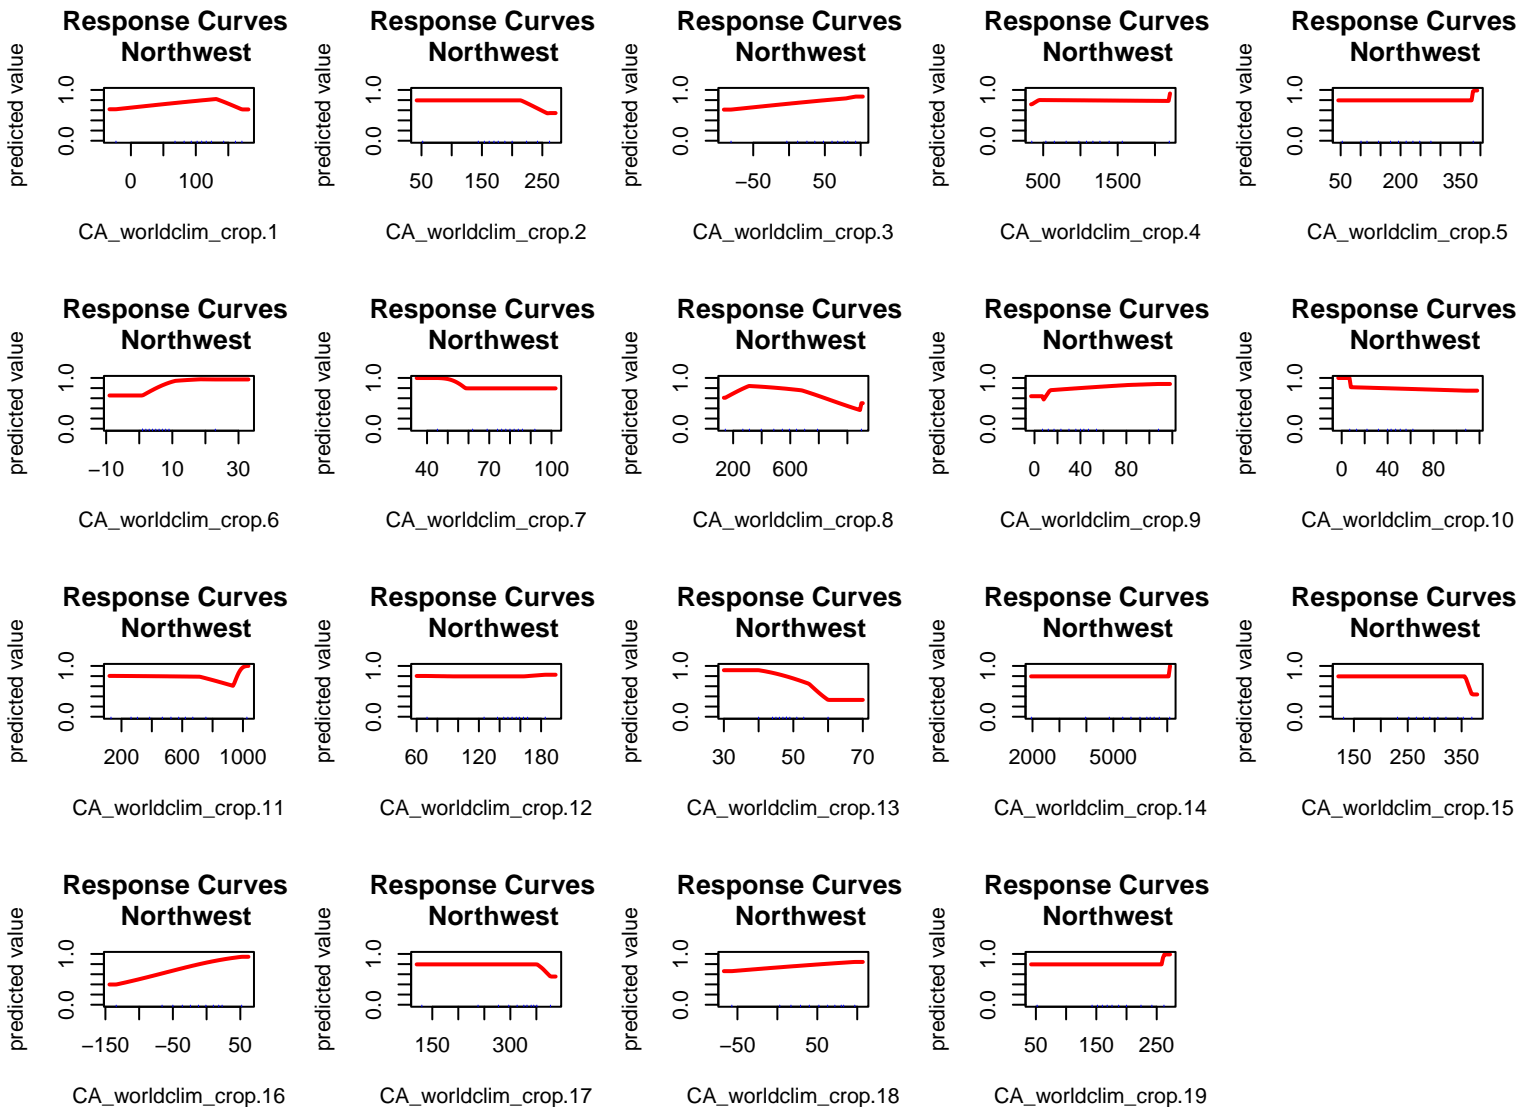 Response Curves
Northwest
predicted value
0.0 1.0
0 100
CA_worldclim_crop.1
Response Curves
Northwest
predicted value
0.0 1.0
50 150 250
CA_worldclim_crop.2
Response Curves
Northwest
predicted value
0.0 1.0
−50 50
CA_worldclim_crop.3
Response Curves
Northwest
predicted value
0.0 1.0
500 1500
CA_worldclim_crop.4
Response Curves
Northwest
predicted value
0.0 1.0
50 200 350
CA_worldclim_crop.5
Response Curves
Northwest
predicted value
0.0 1.0
−10 10 30
CA_worldclim_crop.6
Response Curves
Northwest
predicted value
0.0 1.0
40 70 100
CA_worldclim_crop.7
Response Curves
Northwest
predicted value
0.0 1.0
200 600
CA_worldclim_crop.8
Response Curves
Northwest
predicted value
0.0 1.0
0 40 80
CA_worldclim_crop.9
Response Curves
Northwest
predicted value
0.0 1.0
0 40 80
CA_worldclim_crop.10
Response Curves
Northwest
predicted value
0.0 1.0
200 600 1000
CA_worldclim_crop.11
Response Curves
Northwest
predicted value
0.0 1.0
60 120 180
CA_worldclim_crop.12
Response Curves
Northwest
predicted value
0.0 1.0
30 50 70
CA_worldclim_crop.13
Response Curves
Northwest
predicted value
0.0 1.0
2000 5000
CA_worldclim_crop.14
Response Curves
Northwest
predicted value
0.0 1.0
150 250 350
CA_worldclim_crop.15
Response Curves
Northwest
predicted value
0.0 1.0
−150 −50 50
CA_worldclim_crop.16
Response Curves
Northwest
predicted value
0.0 1.0
150 300
CA_worldclim_crop.17
Response Curves
Northwest
predicted value
0.0 1.0
−50 50
CA_worldclim_crop.18
Response Curves
Northwest
predicted value
0.0 1.0
50 150 250
CA_worldclim_crop.19